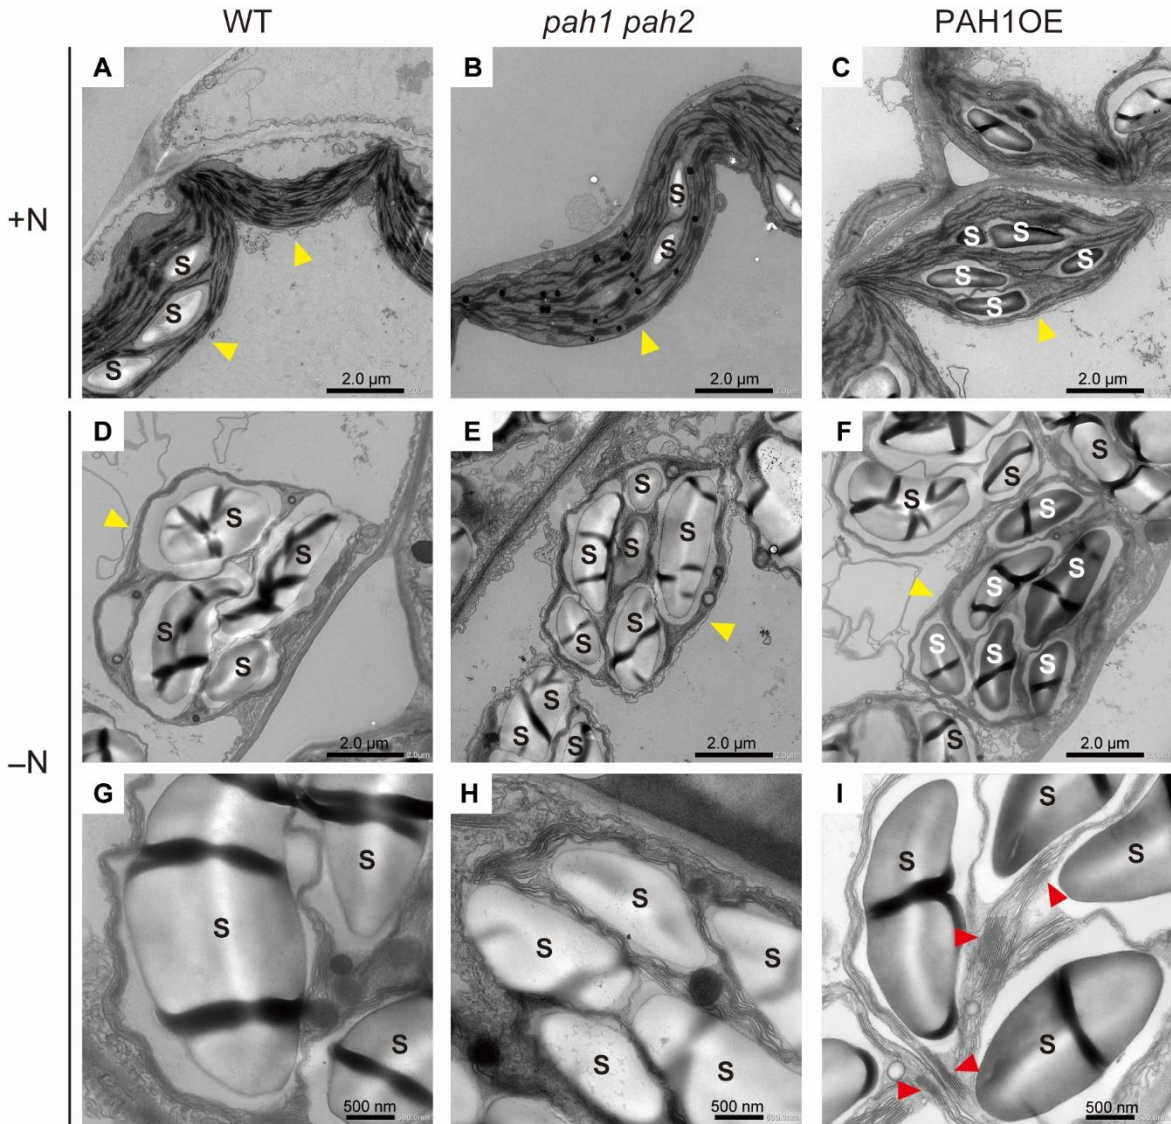 WT pah1 pah2 PAH1OE
+N
A B C
S S S
S S
S S S S S
2.0 µm 2.0 µm 2.0 µm
–N
D E F
S S S S
S S S S S S
S S S
S S S S S S S S S
2.0 µm 2.0 µm 2.0 µm
G H I
S S
S
S S S S S
S S S S
500 nm 500 nm 500 nm